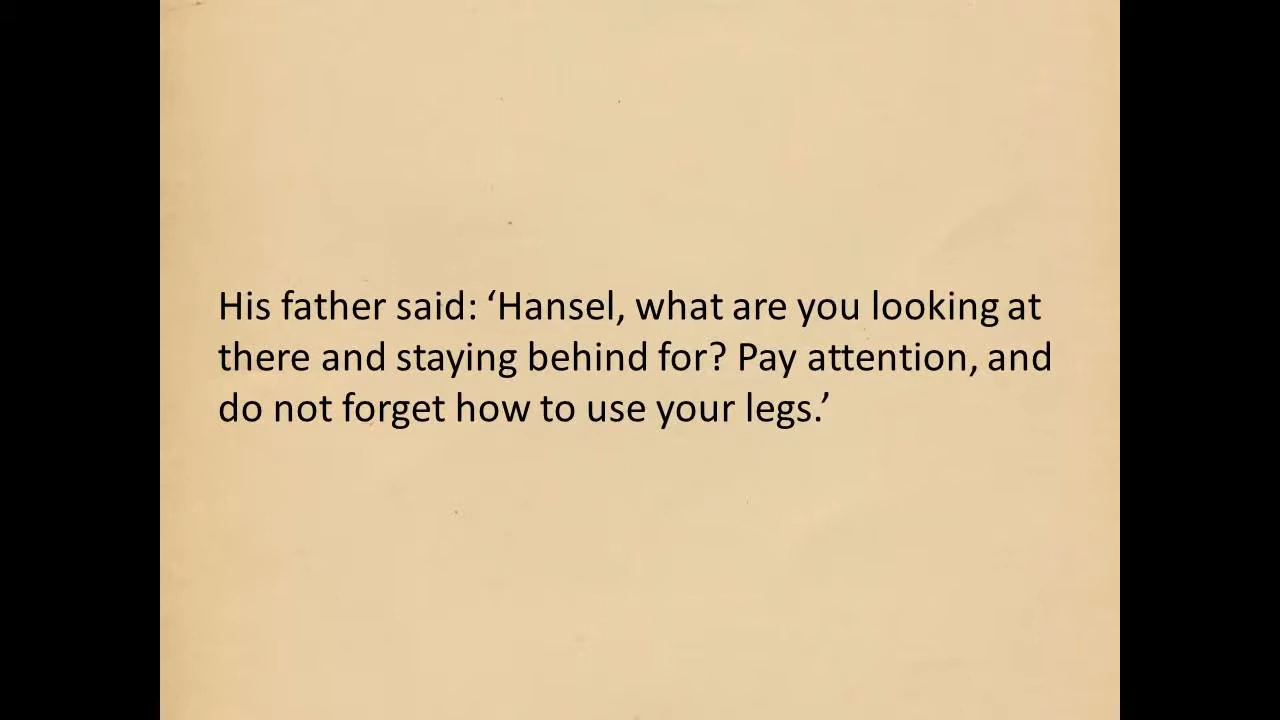 His father said: ‘Hansel, what are you looking at
there and staying behind for? Pay attention, and
do not forget how to use your legs.’